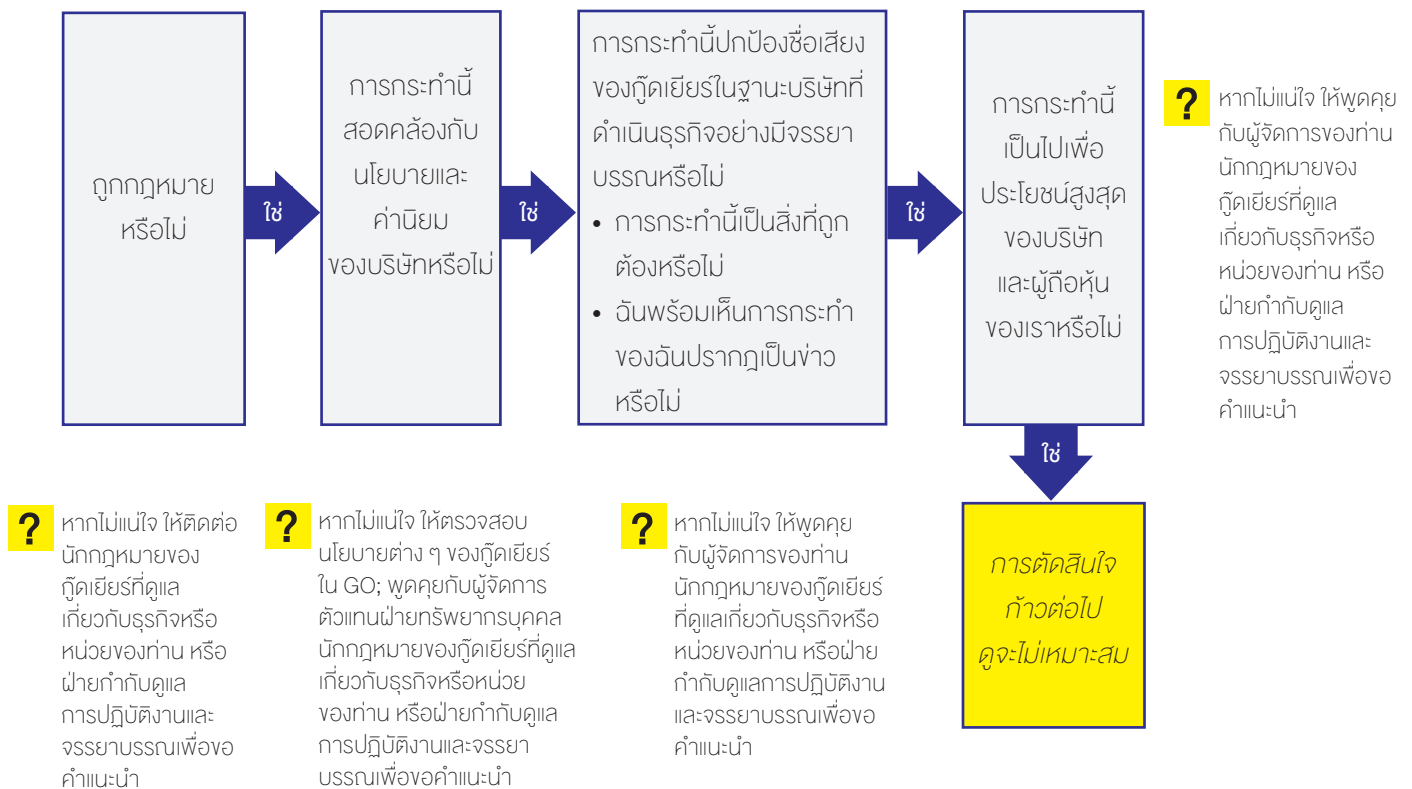 ถูกกฎหมาย
หรือไม่
ใช่
การกระทำนี้
สอดคล้องกับ
นโยบายและ
ค่านิยม
ของบริษัทหรือไม่
ใช่
การกระทำนี้ปกป้องชื่อเสียง
ของกู๊ดเยียร์ในฐานะบริษัทที่
ดำเนินธุรกิจอย่างมีจรรยา
บรรณหรือไม่
• การกระทำนี้เป็นสิ่งที่ถูก
ต้องหรือไม่
• ฉันพร้อมเห็นการกระทำ
ของฉันปรากฎเป็นข่าว
หรือไม่
ใช่
การกระทำนี้
เป็นไปเพื่อ
ประโยชน์สูงสุด
ของบริษัท
และผู้ถือหุ้น
ของเราหรือไม่
? หากไม่แน่ใจ ให้พูดคุย
กับผู้จัดการของท่าน
นักกฎหมายของ
กู๊ดเยียร์ที่ดูแล
เกี่ยวกับธุรกิจหรือ
หน่วยของท่าน หรือ
ฝ่ายกำกับดูแล
การปฏิบัติงานและ
จรรยาบรรณเพื่อขอ
คำแนะนำ
ใช่
? หากไม่แน่ใจ ให้ติดต่อ
นักกฎหมายของ
กู๊ดเยียร์ที่ดูแล
เกี่ยวกับธุรกิจหรือ
หน่วยของท่าน หรือ
ฝ่ายกำกับดูแล
การปฏิบัติงานและ
จรรยาบรรณเพื่อขอ
คำแนะนำ
? หากไม่แน่ใจ ให้ตรวจสอบ
นโยบายต่าง ๆ ของกู๊ดเยียร์
ใน GO; พูดคุยกับผู้จัดการ
ตัวแทนฝ่ายทรัพยากรบุคคล
นักกฎหมายของกู๊ดเยียร์ที่ดูแล
เกี่ยวกับธุรกิจหรือหน่วย
ของท่าน หรือฝ่ายกำกับดูแล
การปฏิบัติงานและจรรยา
บรรณเพื่อขอคำแนะนำ
? หากไม่แน่ใจ ให้พูดคุย
กับผู้จัดการของท่าน
นักกฎหมายของกู๊ดเยียร์
ที่ดูแลเกี่ยวกับธุรกิจหรือ
หน่วยของท่าน หรือฝ่าย
กำกับดูแลการปฏิบัติงาน
และจรรยาบรรณเพื่อขอ
คำแนะนำ
การตัดสินใจ
ก้าวต่อไป
ดูจะไม่เหมาะสม